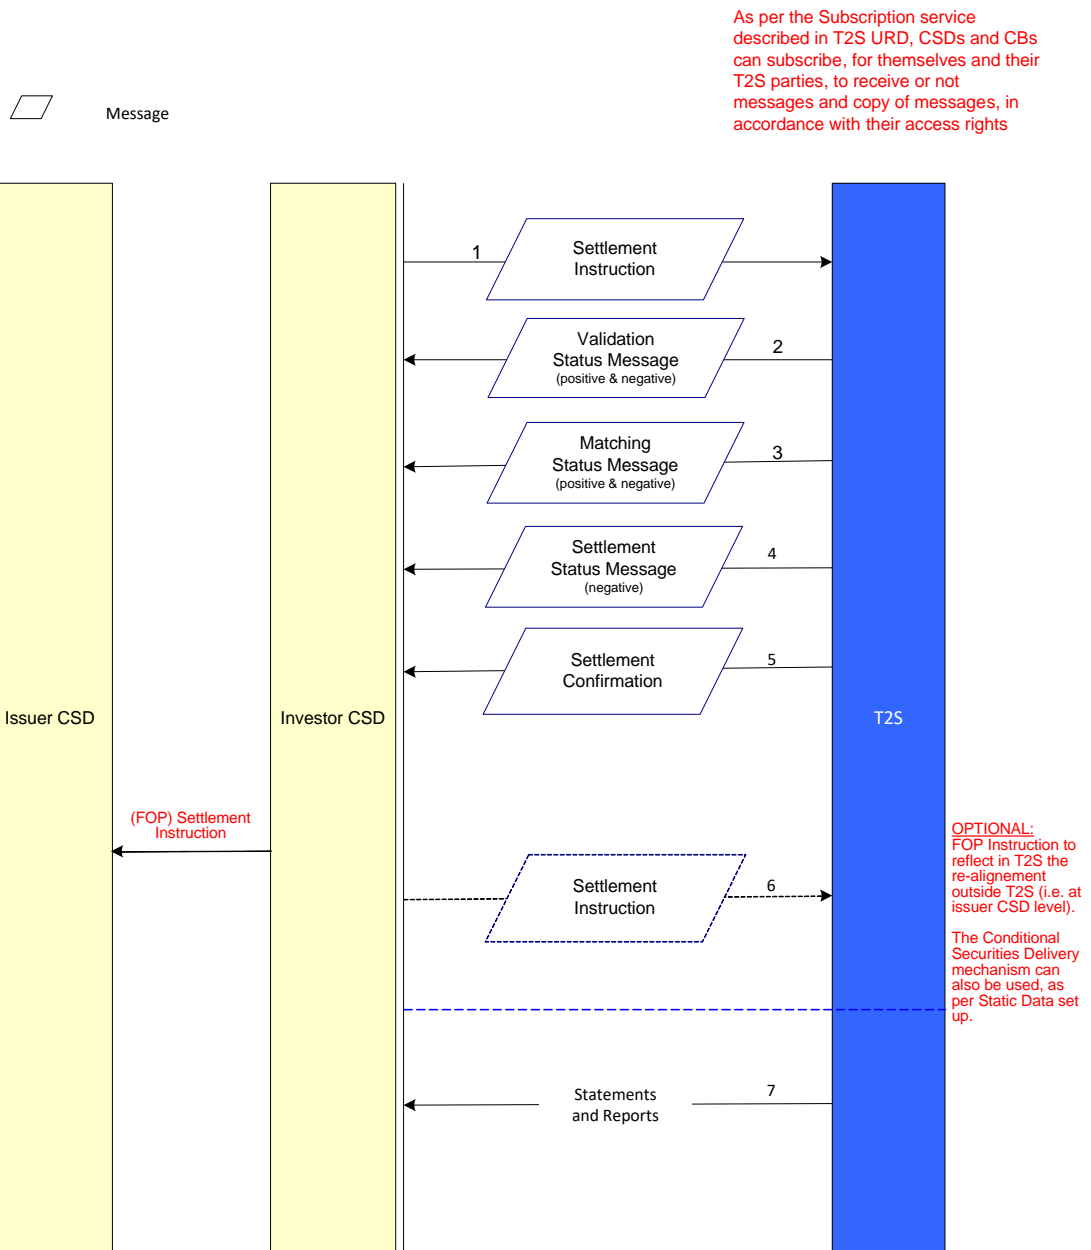 As per the Subscription service
described in T2S URD, CSDs and CBs
can subscribe, for themselves and their
T2S parties, to receive or not
messages and copy of messages, in
accordance with their access rights
Message
1
Settlement
Instruction
Validation
Status Message
(positive & negative)
2
Matching
Status Message
(positive & negative)
3
Settlement
Status Message
(negative)
4
Settlement
Confirmation
5
Issuer CSD
Investor CSD
T2S
(FOP) Settlement
Instruction
Settlement
Instruction
6
OPTIONAL:
FOP Instruction to
reflect in T2S the
re-alignement
outside T2S (i.e. at
issuer CSD level).
The Conditional
Securities Delivery
mechanism can
also be used, as
per Static Data set
up.
Statements
and Reports
7